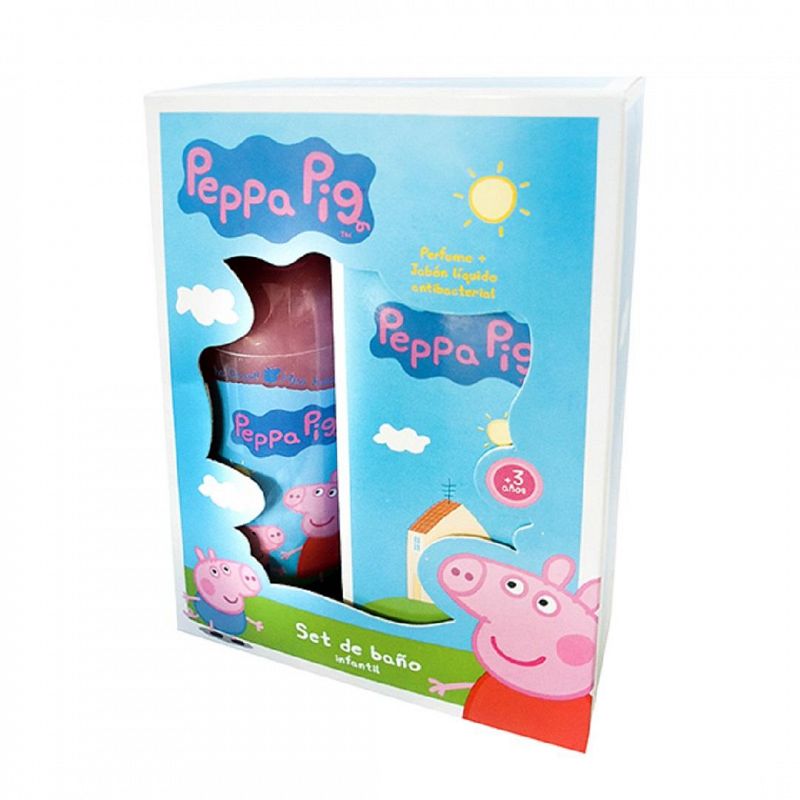 Peppa Pig
TM
Perfume +
Jabón líquido
antibacterial
Peppa Pig
Peppa Pig
+3
años
Set de baño
infantil